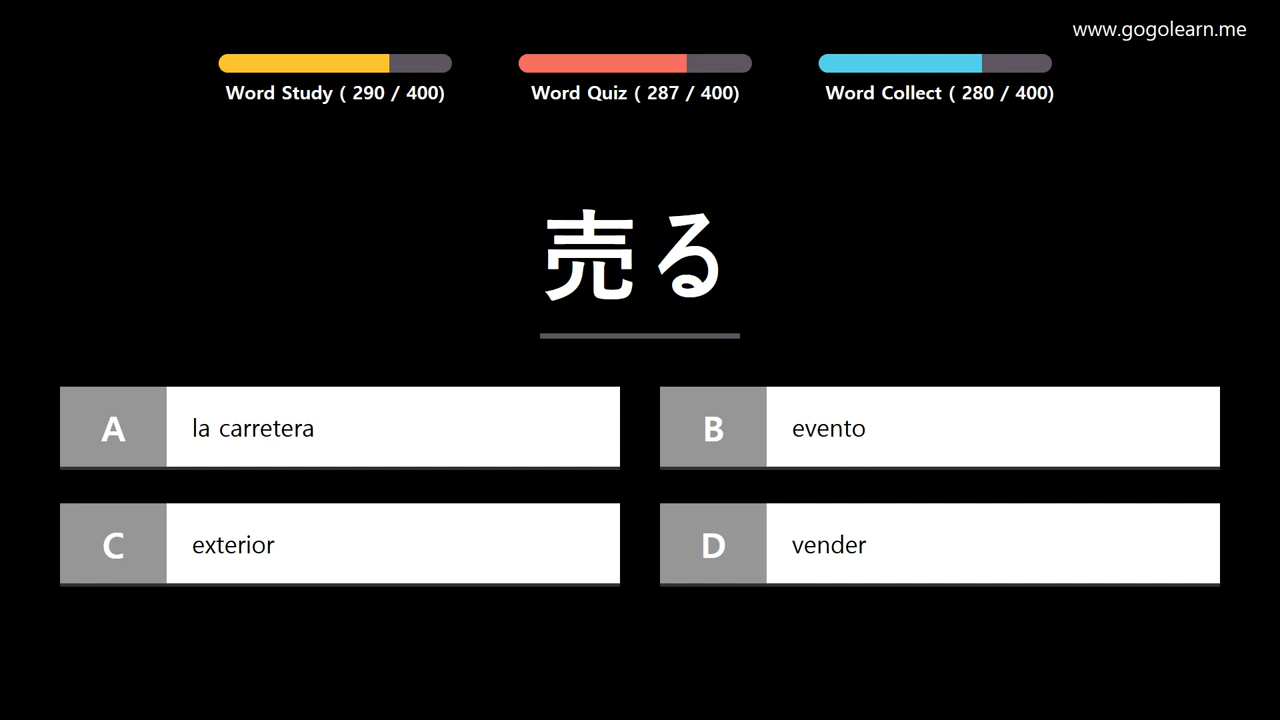 www.gogolearn.me
Word Study ( 290 / 400)
Word Quiz ( 287 / 400)
Word Collect ( 280 / 400)
売る
A la carretera
B evento
C exterior
D vender